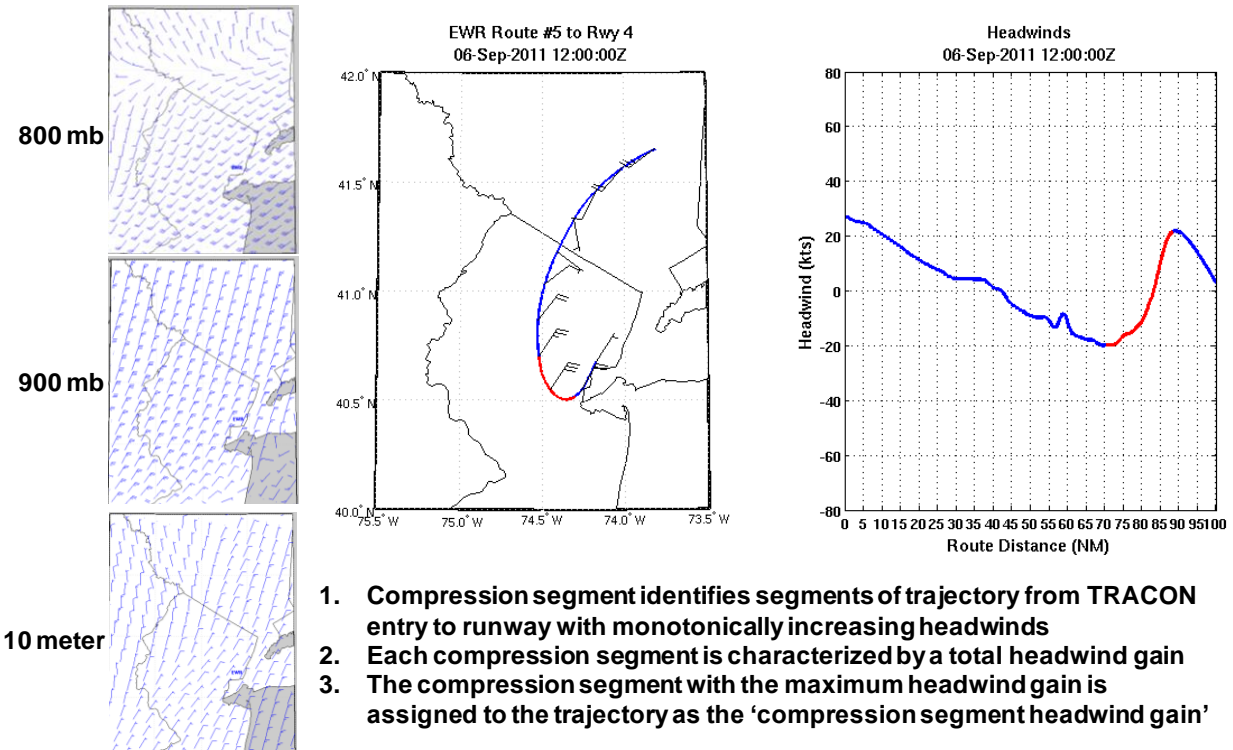 800 mb
900 mb
10 meter
EWR
EWR
EWR
EWR Route #5 to Rwy 4
06-Sep-2011 12:00:00Z
42.0° N
41.5° N
41.0° N
40.5° N
40.0° N
75.5° W
75.0° W
74.5° W
74.0° W
73.5° W
Headwinds
06-Sep-2011 12:00:00Z
Headwind (kts)
80
60
40
20
0
-20
-40
-60
-80
0 5 10 15 20 25 30 35 40 45 50 55 60 65 70 75 80 85 90 95 100
Route Distance (NM)
1. Compression segment identifies segments of trajectory from TRACON
entry to runway with monotonically increasing headwinds
2. Each compression segment is characterized by a total headwind gain
3. The compression segment with the maximum headwind gain is
assigned to the trajectory as the ‘compression segment headwind gain’